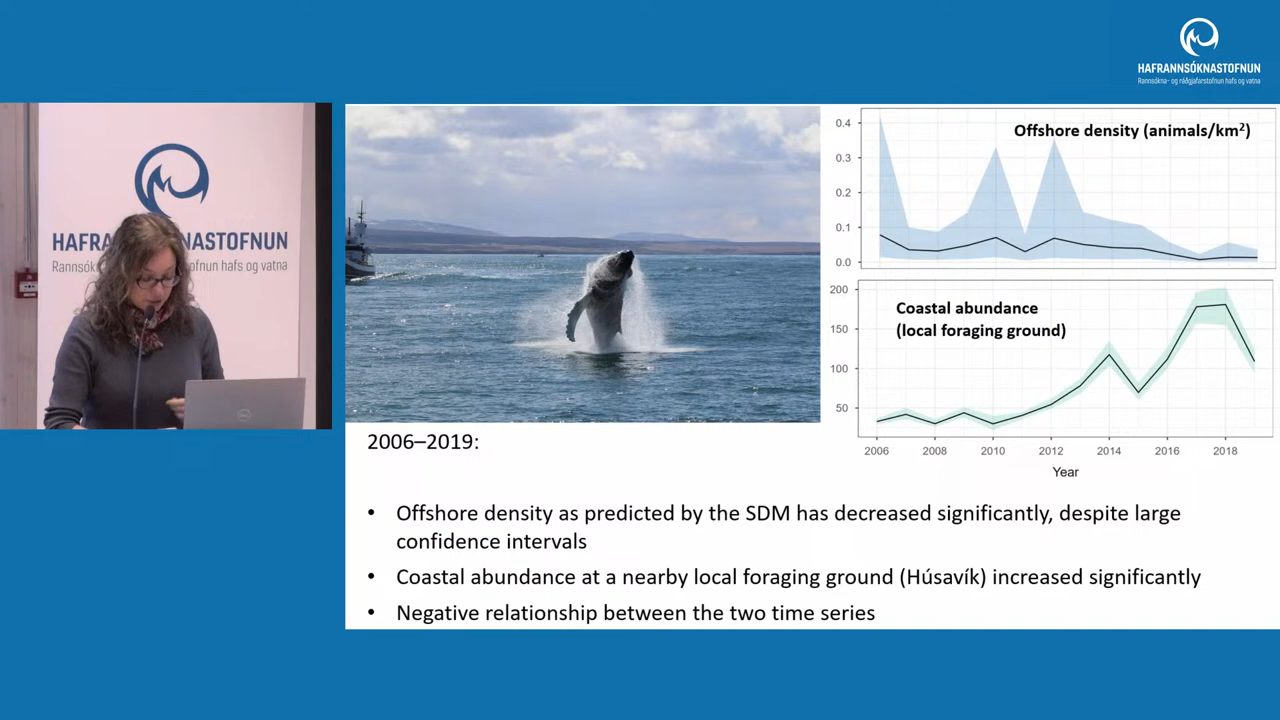 HAFRANNSÓKNASTOFNUN
Rannsókna- og ráðgjafarstofnun hafs og vatna
HAFRA NASTOFNUN
Rannsók ofnun hafs og vatna
DELL
Offshore density (animals/km²)
0.4
0.3
0.2
0.1
0.0
Coastal abundance
(local foraging ground)
200
150
100
50
2006 2008 2010 2012 2014 2016 2018
Year
2006–2019:
• Offshore density as predicted by the SDM has decreased significantly, despite large
confidence intervals
• Coastal abundance at a nearby local foraging ground (Húsavík) increased significantly
• Negative relationship between the two time series